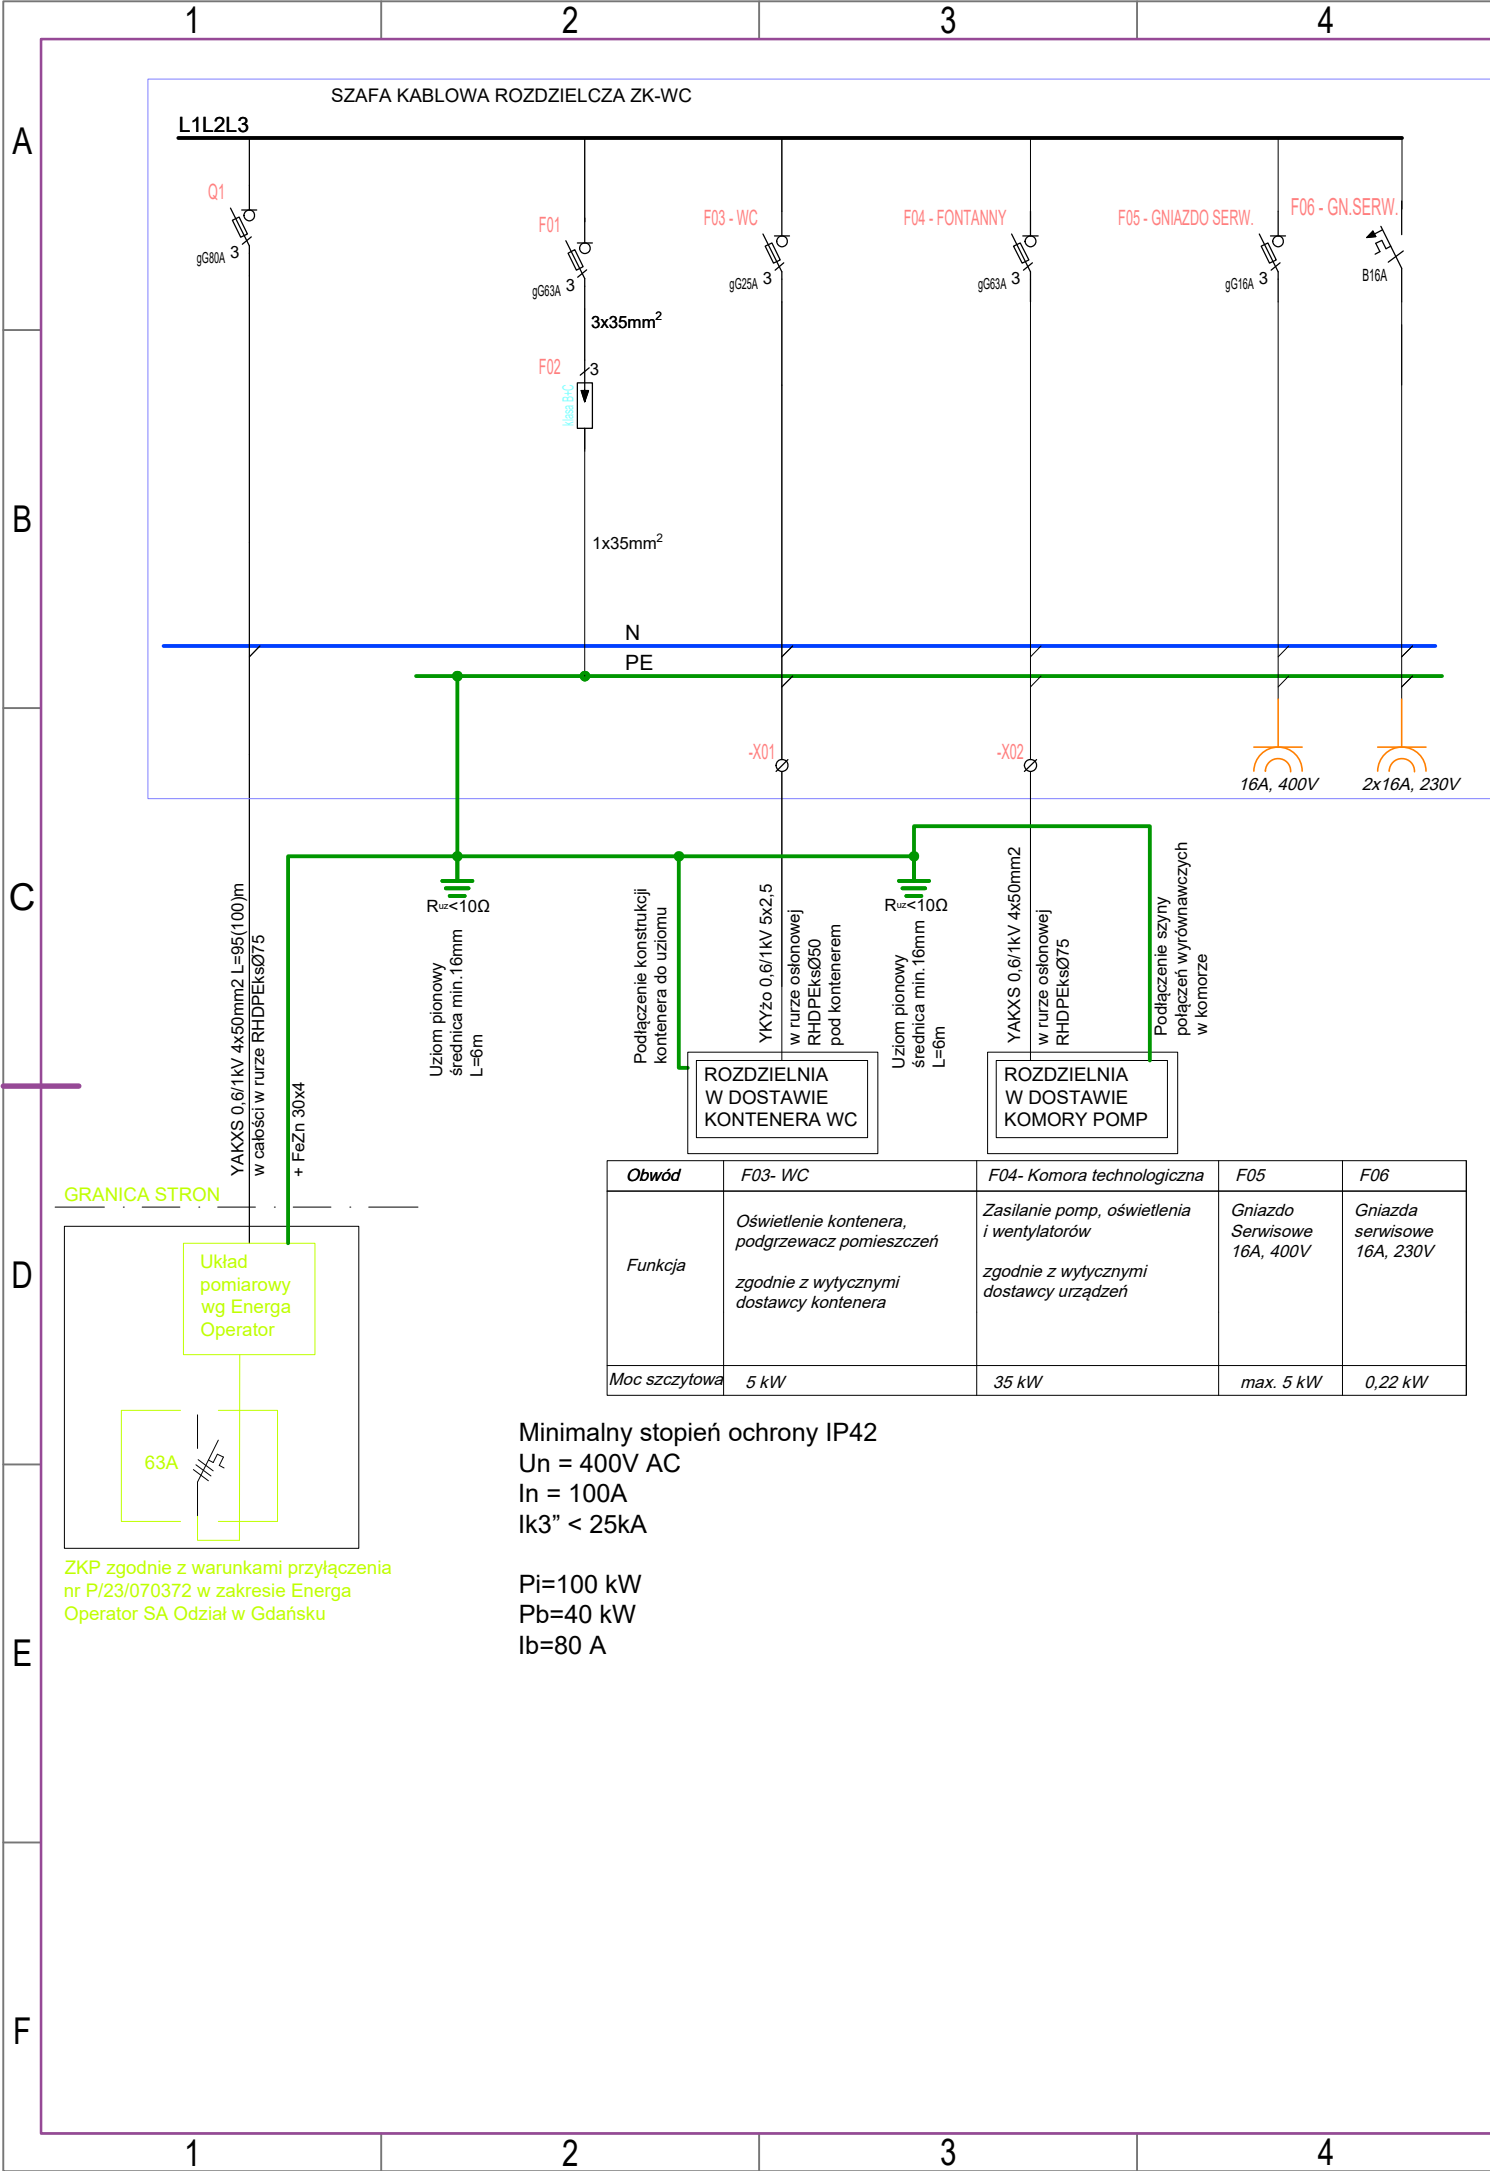 1
2
3
4
A
B
C
D
E
F
SZAFA KABLOWA ROZDZIELCZA ZK-WC
L1L2L3
Q1
gG80A 3
F01
gG63A 3
3x35mm²
F02
3
klasa B+C
1x35mm²
F03 - WC
gG25A 3
F04 - FONTANNY
gG63A 3
F05 - GNIAZDO SERW.
gG16A 3
F06 - GN.SERW.
B16A
N
PE
-X01
-X02
16A, 400V
2x16A, 230V
YAKXS 0,6/1kV 4x50mm2 L=95(100)m
w całości w rurze RHDPEksØ75
+ FeZn 30x4
Ruz<10Ω
Uziom pionowy
średnica min.16mm
L=6m
Podłączenie konstrukcji
kontenera do uziomu
YKYżo 0,6/1kV 5x2,5
w rurze osłonowej
RHDPEksØ50
pod kontenerem
Ruz<10Ω
Uziom pionowy
średnica min.16mm
L=6m
YAKXS 0,6/1kV 4x50mm2
w rurze osłonowej
RHDPEksØ75
Podłączenie szyny
połączeń wyrównawczych
w komorze
ROZDZIELNIA
W DOSTAWIE
KONTENERA WC
ROZDZIELNIA
W DOSTAWIE
KOMORY POMP
Obwód
F03- WC
F04- Komora technologiczna
F05
F06
Funkcja
Oświetlenie kontenera,
podgrzewacz pomieszczeń
zgodnie z wytycznymi
dostawcy kontenera
Zasilanie pomp, oświetlenia
i wentylatorów
zgodnie z wytycznymi
dostawcy urządzeń
Gniazdo
Serwisowe
16A, 400V
Gniazda
serwisowe
16A, 230V
Moc szczytowa
5 kW
35 kW
max. 5 kW
0,22 kW
GRANICA STRON
Układ
pomiarowy
wg Energa
Operator
63A
ZKP zgodnie z warunkami przyłączenia
nr P/23/070372 w zakresie Energa
Operator SA Odział w Gdańsku
Minimalny stopień ochrony IP42
Un = 400V AC
In = 100A
Ik3” < 25kA
Pi=100 kW
Pb=40 kW
Ib=80 A
1
2
3
4